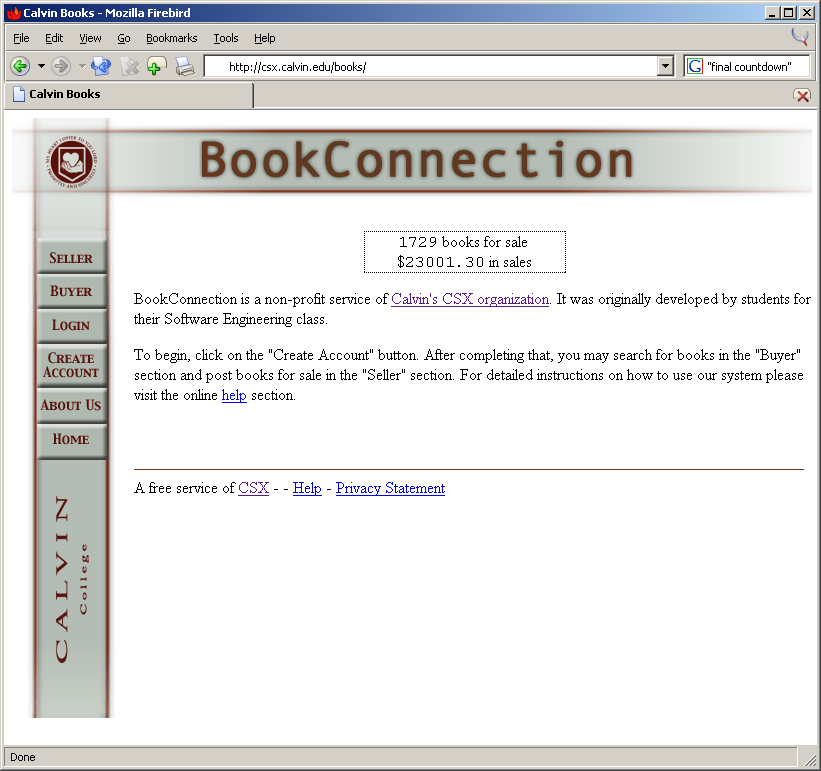 Calvin Books - Mozilla Firebird
File Edit View Go Bookmarks Tools Help
http://csx.calvin.edu/books/
G "final countdown"
Calvin Books
BookConnection
1729 books for sale
$23001.30 in sales
SELLER
BUYER
LOGIN
CREATE
ACCOUNT
ABOUT US
HOME
BookConnection is a non-profit service of Calvin's CSX organization. It was originally developed by students for
their Software Engineering class.
To begin, click on the "Create Account" button. After completing that, you may search for books in the "Buyer"
section and post books for sale in the "Seller" section. For detailed instructions on how to use our system please
visit the online help section.
A free service of CSX - - Help - Privacy Statement
CALVIN
College
Done